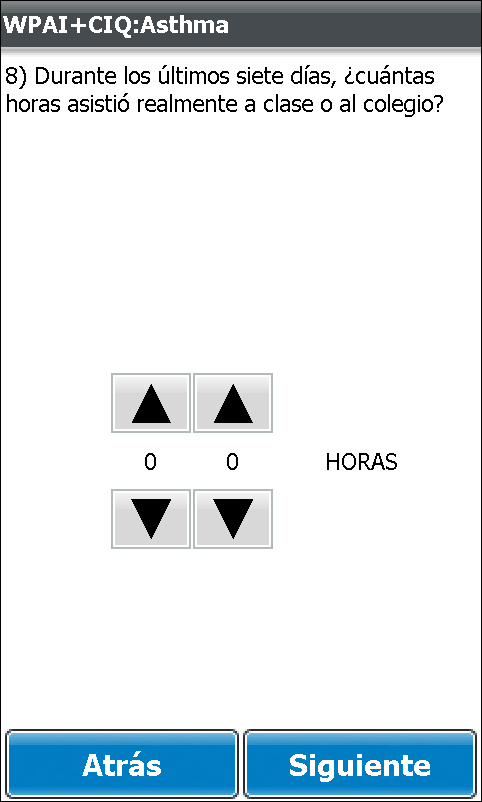 WPAI+CIQ:Asthma
8) Durante los últimos siete días, ¿cuántas
horas asistió realmente a clase o al colegio?
0 0 HORAS
Atrás Siguiente